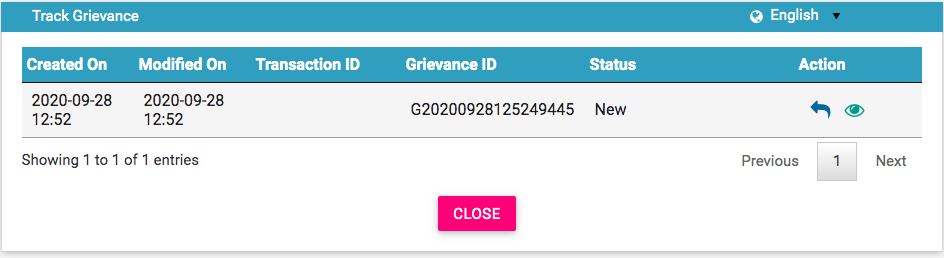 Track Grievance
English
Created On Modified On Transaction ID Grievance ID Status Action
2020-09-28 12:52 2020-09-28 12:52 G20200928125249445 New
Showing 1 to 1 of 1 entries
Previous 1 Next
CLOSE